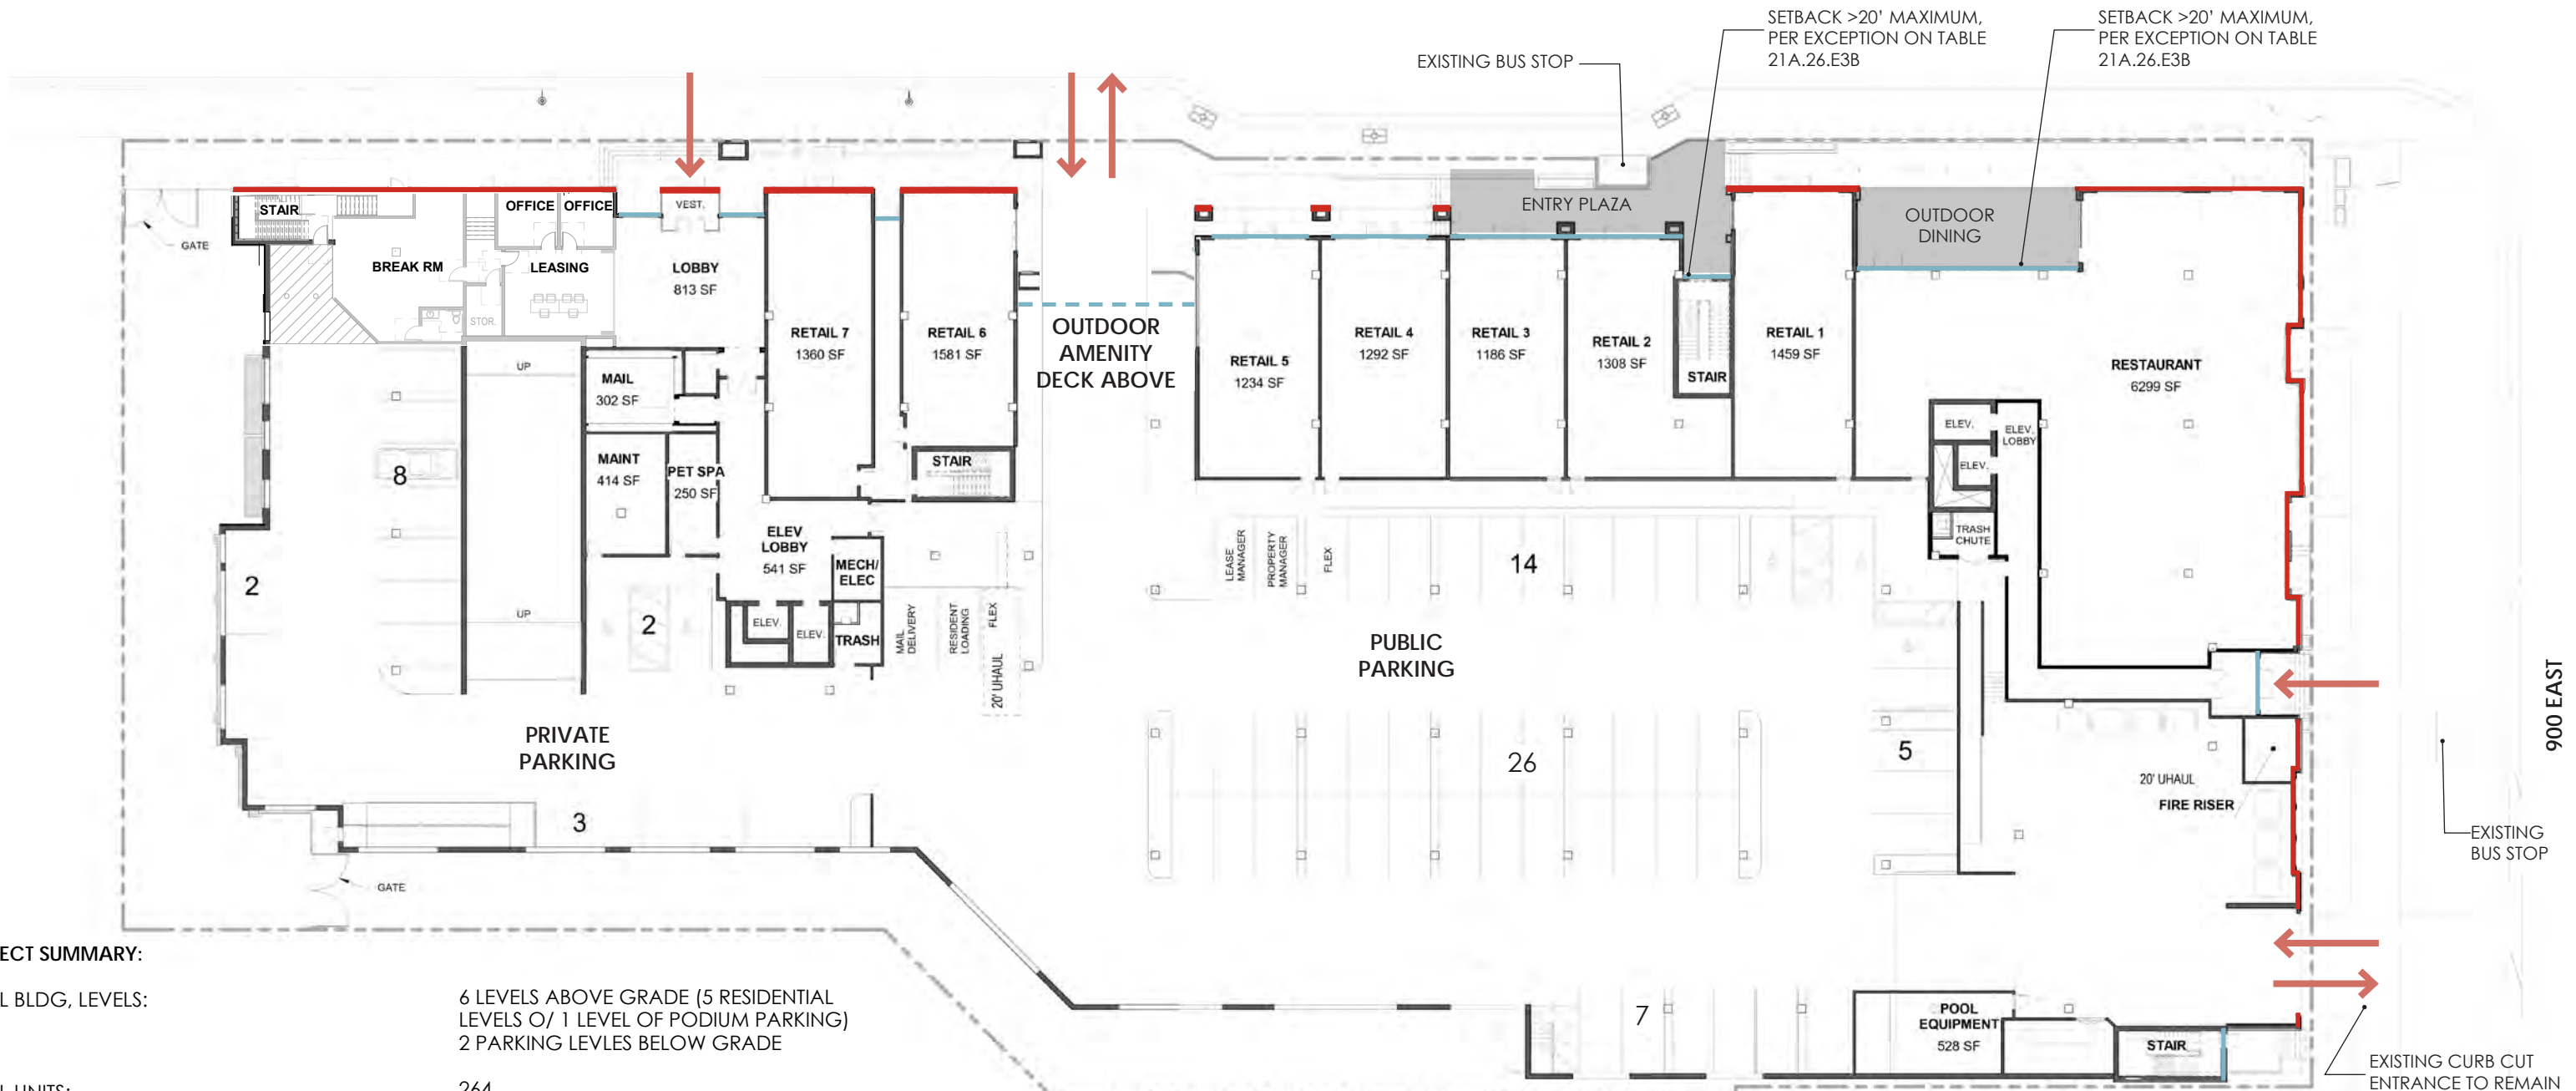 SETBACK >20' MAXIMUM,
PER EXCEPTION ON TABLE
21A.26.E3B
SETBACK >20' MAXIMUM,
PER EXCEPTION ON TABLE
21A.26.E3B
EXISTING BUS STOP
GATE
STAIR
BREAK RM
OFFICE
OFFICE
LEASING
STOR.
VEST.
LOBBY
813 SF
RETAIL 7
1360 SF
RETAIL 6
1581 SF
OUTDOOR
AMENITY
DECK ABOVE
ENTRY PLAZA
RETAIL 5
1234 SF
RETAIL 4
1292 SF
RETAIL 3
1186 SF
RETAIL 2
1308 SF
STAIR
RETAIL 1
1459 SF
OUTDOOR
DINING
RESTAURANT
6299 SF
UP
MAIL
302 SF
MAINT
414 SF
PET SPA
250 SF
STAIR
ELEV.
ELEV.
LOBBY
ELEV.
TRASH
CHUTE
8
2
UP
2
ELEV
LOBBY
541 SF
MECH/
ELEC
ELEV.
ELEV.
TRASH
MAIL
DELIVERY
RESIDENT
LOADING
FLEX
20' UHAUL
LEASE
MANAGER
PROPERTY
MANAGER
FLEX
14
PUBLIC
PARKING
26
5
PRIVATE
PARKING
3
GATE
20' UHAUL
FIRE RISER
900 EAST
EXISTING
BUS STOP
7
POOL
EQUIPMENT
528 SF
STAIR
EXISTING CURB CUT
ENTRANCE TO REMAIN
ECT SUMMARY:
L BLDG, LEVELS:
6 LEVELS ABOVE GRADE (5 RESIDENTIAL
LEVELS O/ 1 LEVEL OF PODIUM PARKING)
2 PARKING LEVLES BELOW GRADE
L UNITS:
264